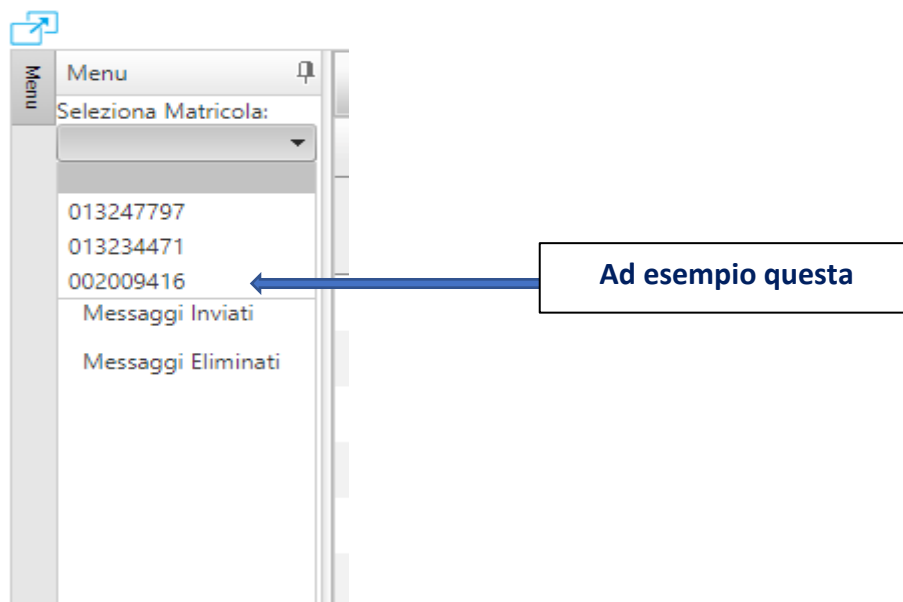 Menu
Menu
Seleziona Matricola:
013247797
013234471
002009416
Ad esempio questa
Messaggi Inviati
Messaggi Eliminati